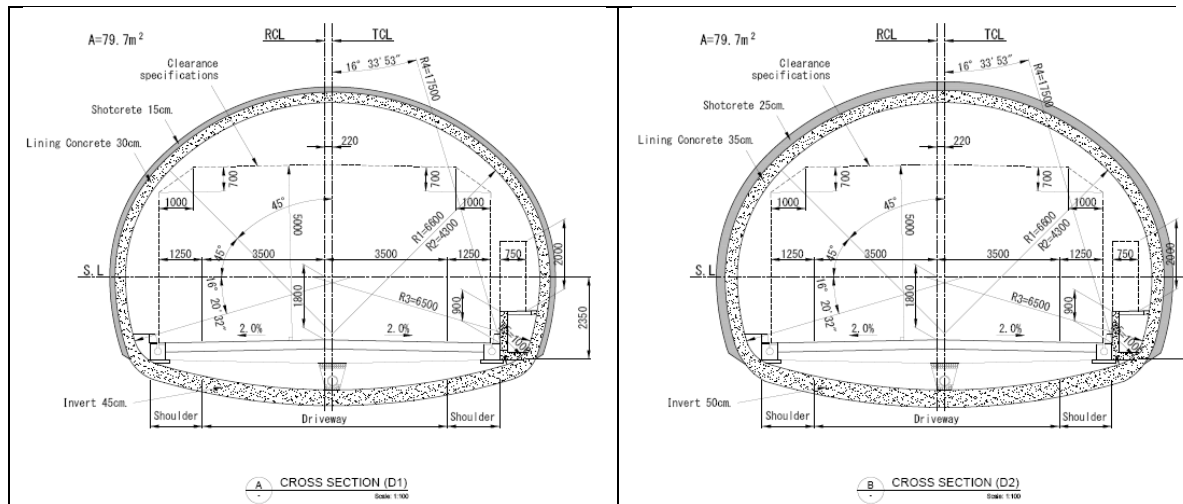 A=79.7m²
RCL
TCL
16° 33'53"
R4=17500
Clearance
specifications
Shotcrete 15cm.
Lining Concrete 30cm.
220
700
700
1000
1000
45°
5000
R1=6600
R2=4300
45°
1250
3500
3500
1250
750
2000
S.L
16° 20'32"
1800
R3=6500
900
2350
2.0%
2.0%
Invert 45cm.
Shoulder
Driveway
Shoulder
A
-
CROSS SECTION (D1)
Scale: 1:100
A=79.7m²
RCL
TCL
16° 33'53"
R4=17500
Clearance
specifications
Shotcrete 25cm.
Lining Concrete 35cm.
220
700
700
1000
1000
45°
5000
R1=6600
R2=4300
45°
1250
3500
3500
1250
750
2000
S.L
16° 20'32"
1800
R3=6500
900
2.0%
2.0%
Invert 50cm.
Shoulder
Driveway
Shoulder
B
-
CROSS SECTION (D2)
Scale: 1:100